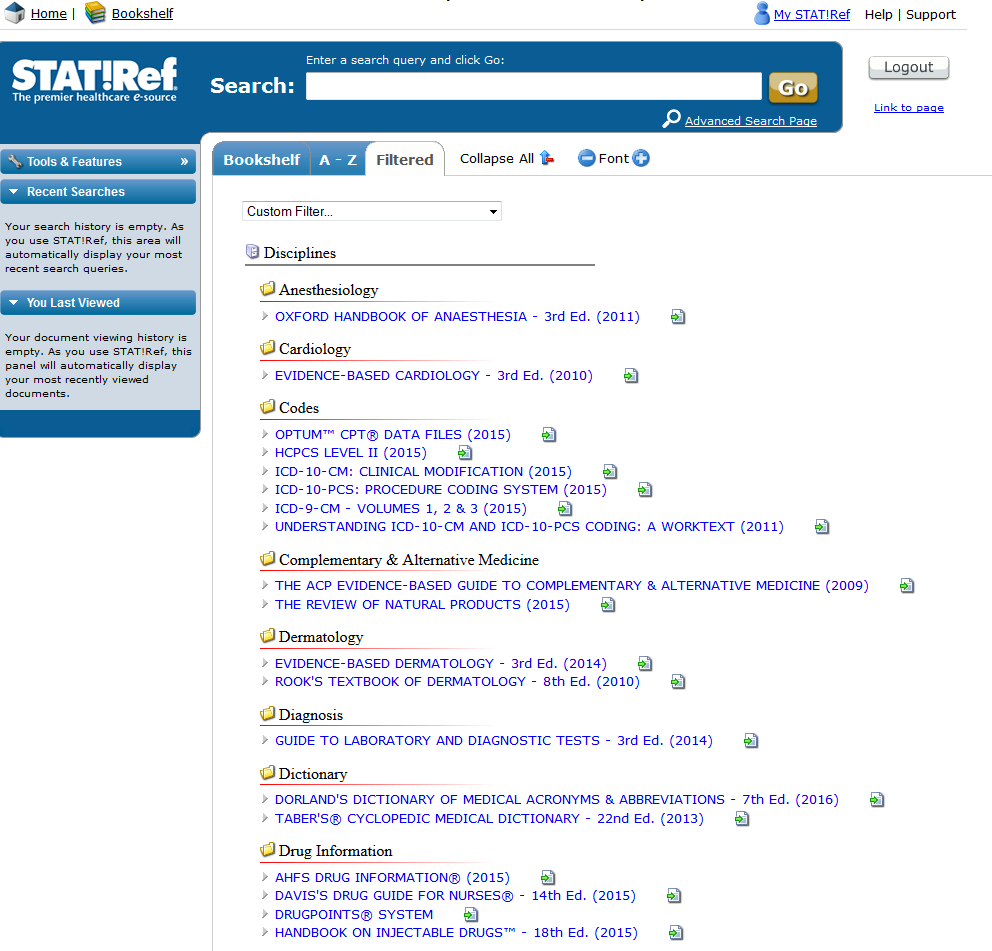 Home | Bookshelf
My STAT!Ref Help | Support
STAT!Ref®
The premier healthcare e-source
Enter a search query and click Go:
Search:
Go
Advanced Search Page
Logout
Link to page
Tools & Features »
Recent Searches
Your search history is empty. As
you use STAT!Ref, this area will
automatically display your most
recent search queries.
You Last Viewed
Your document viewing history is
empty. As you use STAT!Ref, this
panel will automatically display
your most recently viewed
documents.
Bookshelf A - Z Filtered Collapse All Font
Custom Filter...
Disciplines
Anesthesiology
OXFORD HANDBOOK OF ANAESTHESIA - 3rd Ed. (2011)
Cardiology
EVIDENCE-BASED CARDIOLOGY - 3rd Ed. (2010)
Codes
OPTUM™ CPT® DATA FILES (2015)
HCPCS LEVEL II (2015)
ICD-10-CM: CLINICAL MODIFICATION (2015)
ICD-10-PCS: PROCEDURE CODING SYSTEM (2015)
ICD-9-CM - VOLUMES 1, 2 & 3 (2015)
UNDERSTANDING ICD-10-CM AND ICD-10-PCS CODING: A WORKTEXT (2011)
Complementary & Alternative Medicine
THE ACP EVIDENCE-BASED GUIDE TO COMPLEMENTARY & ALTERNATIVE MEDICINE (2009)
THE REVIEW OF NATURAL PRODUCTS (2015)
Dermatology
EVIDENCE-BASED DERMATOLOGY - 3rd Ed. (2014)
ROOK'S TEXTBOOK OF DERMATOLOGY - 8th Ed. (2010)
Diagnosis
GUIDE TO LABORATORY AND DIAGNOSTIC TESTS - 3rd Ed. (2014)
Dictionary
DORLAND'S DICTIONARY OF MEDICAL ACRONYMS & ABBREVIATIONS - 7th Ed. (2016)
TABER'S® CYCLOPEDIC MEDICAL DICTIONARY - 22nd Ed. (2013)
Drug Information
AHFS DRUG INFORMATION® (2015)
DAVIS'S DRUG GUIDE FOR NURSES® - 14th Ed. (2015)
DRUGPOINTS® SYSTEM
HANDBOOK ON INJECTABLE DRUGS™ - 18th Ed. (2015)